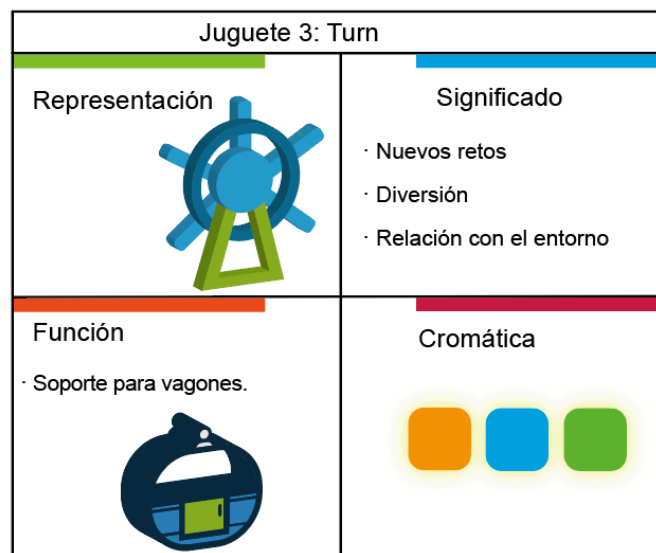 Juguete 3: Turn
Representación
Significado
· Nuevos retos
· Diversión
· Relación con el entorno
Función
· Soporte para vagones.
Cromática